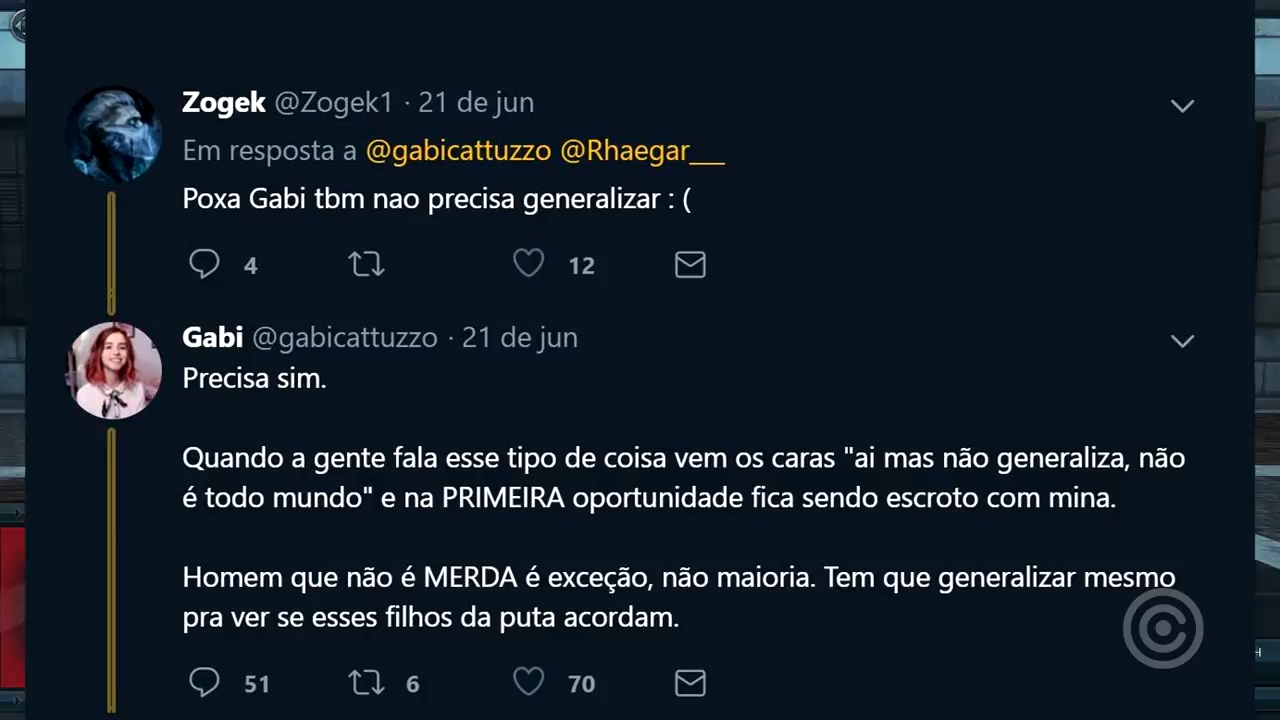 Zogek @Zogek1 · 21 de jun
Em resposta a @gabicattuzzo @Rhaegar___
Poxa Gabi tbm nao precisa generalizar : (
4 12
Gabi @gabicattuzzo · 21 de jun
Precisa sim.
Quando a gente fala esse tipo de coisa vem os caras "ai mas não generaliza, não
é todo mundo" e na PRIMEIRA oportunidade fica sendo escroto com mina.
Homem que não é MERDA é exceção, não maioria. Tem que generalizar mesmo
pra ver se esses filhos da puta acordam.
51 6 70